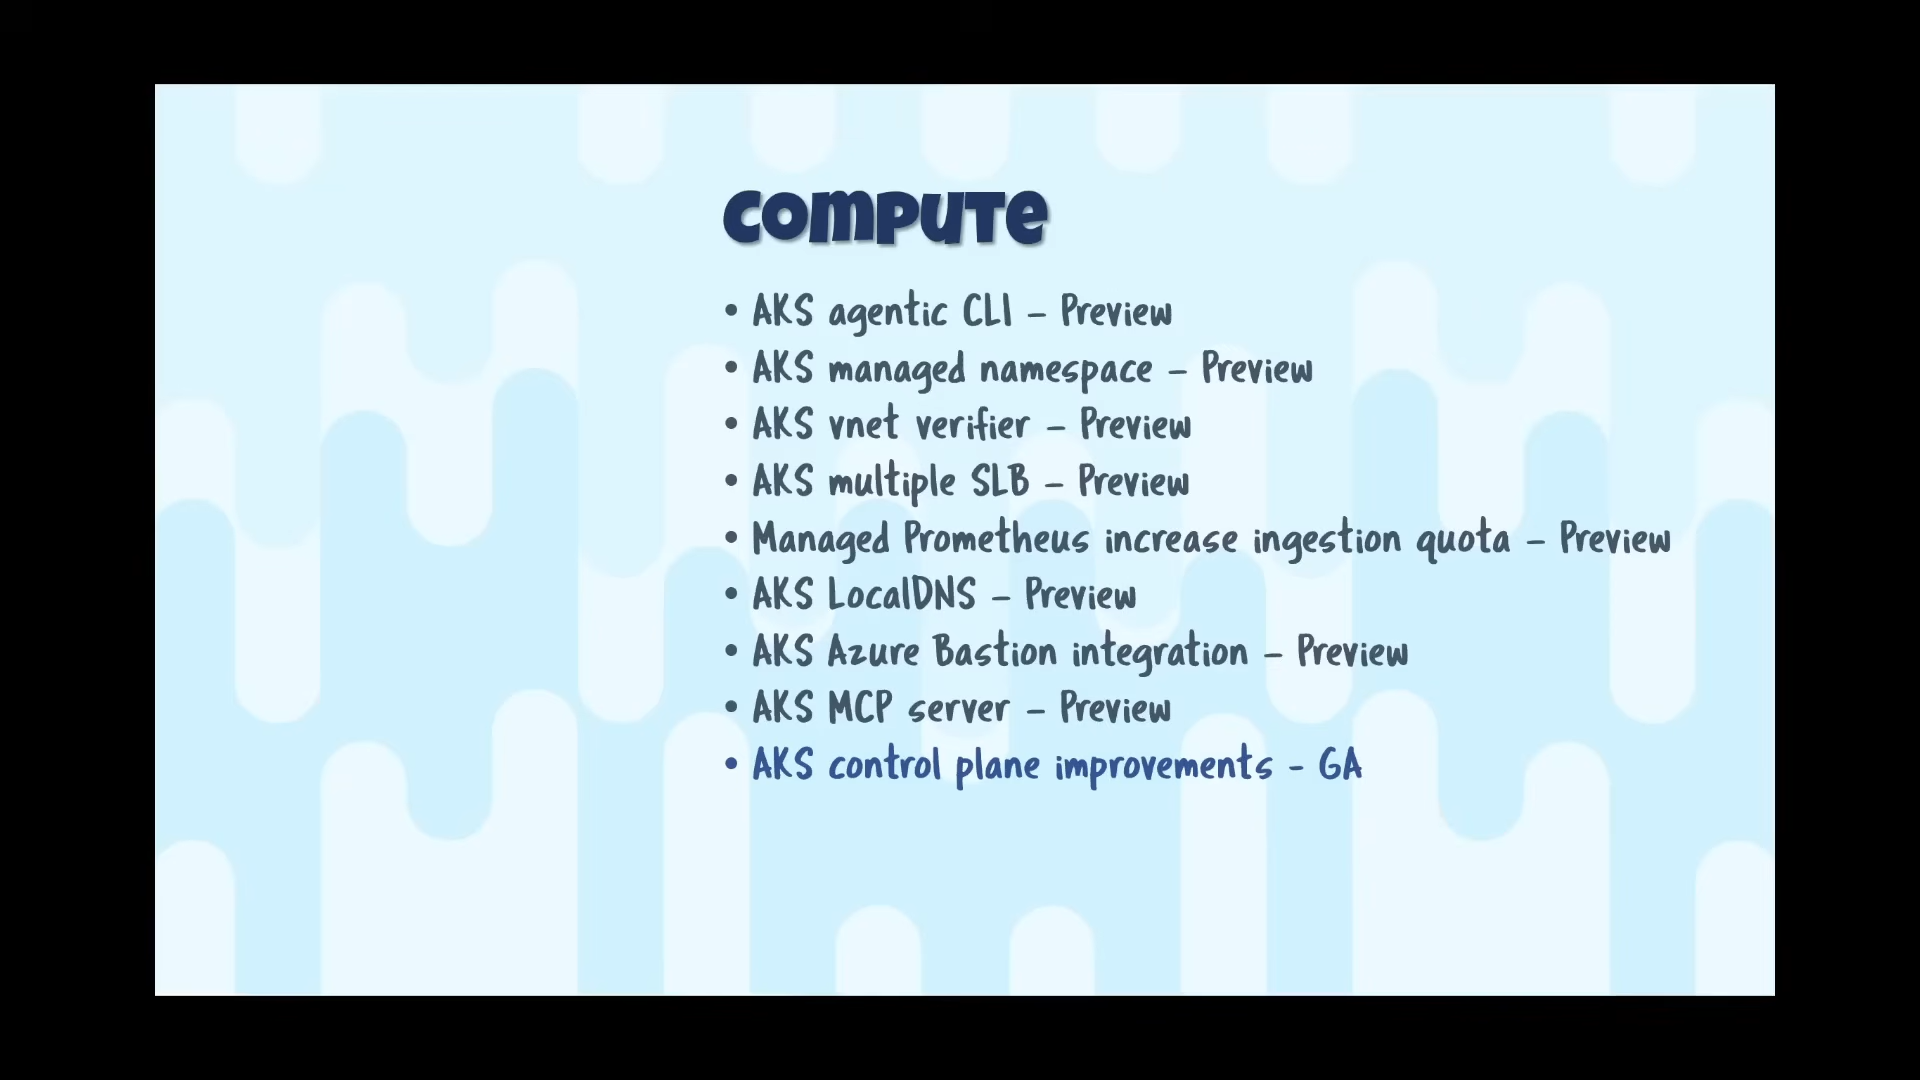 COMPUTE
• AKS agentic CLI – Preview
• AKS managed namespace – Preview
• AKS vnet verifier – Preview
• AKS multiple SLB – Preview
• Managed Prometheus increase ingestion quota – Preview
• AKS LocalDNS – Preview
• AKS Azure Bastion integration – Preview
• AKS MCP server – Preview
• AKS control plane improvements - GA